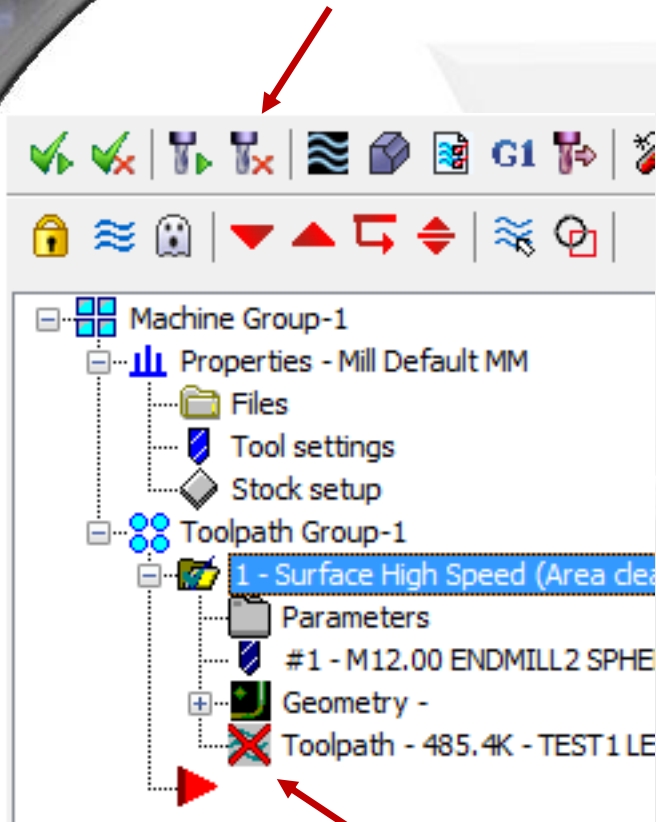 G1
Machine Group-1
Properties - Mill Default MM
Files
Tool settings
Stock setup
Toolpath Group-1
1 - Surface High Speed (Area clea
Parameters
#1 - M12.00 ENDMILL2 SPHE
Geometry -
Toolpath - 485.4K - TEST1 LE